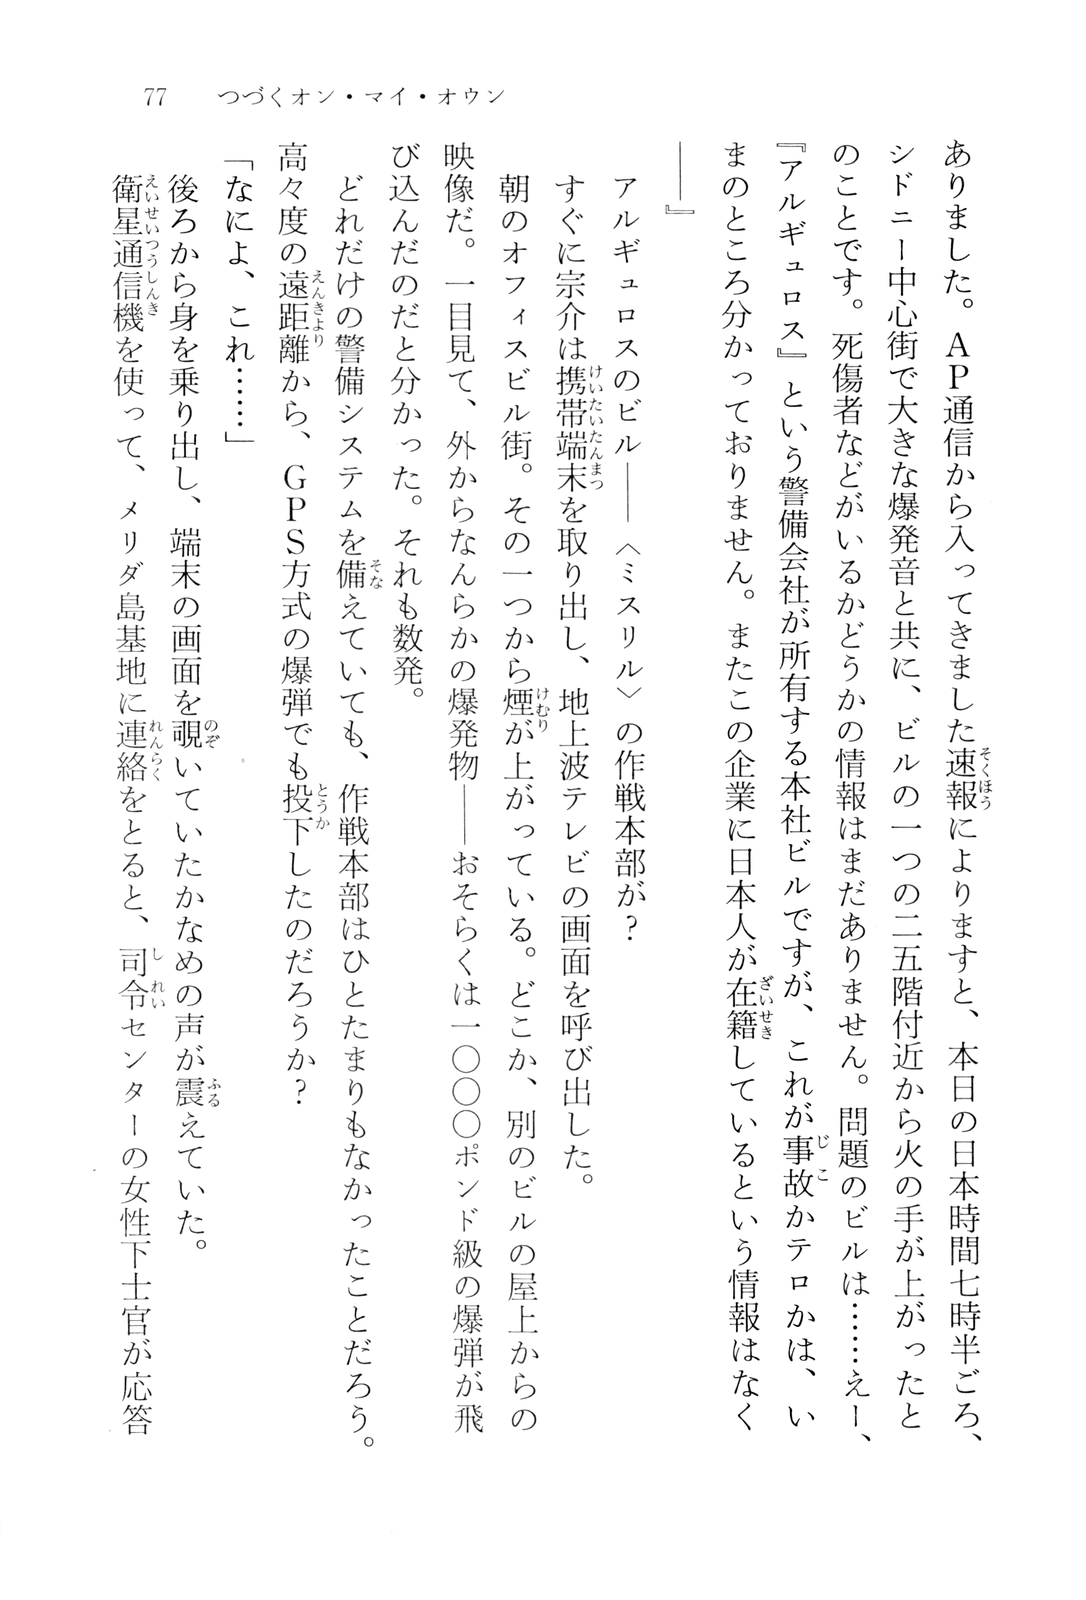 77　つづくオン・マイ・オウン
ありました。ＡＰ通信から入ってきました速報によりますと、本日の日本時間七時半ごろ、
シドニー中心街で大きな爆発音と共に、ビルの一つの二五階付近から火の手が上がったと
のことです。死傷者などがいるかどうかの情報はまだありません。問題のビルは……えー、
『アルギュロス』という警備会社が所有する本社ビルですが、これが事故かテロかは、い
まのところ分かっておりません。またこの企業に日本人が在籍しているという情報はなく
――』
　アルギュロスのビル――〈ミスリル〉の作戦本部が？
　すぐに宗介は携帯端末を取り出し、地上波テレビの画面を呼び出した。
　朝のオフィスビル街。その一つから煙が上がっている。どこか、別のビルの屋上からの
映像だ。一目見て、外からなんらかの爆発物――おそらくは一〇〇〇ポンド級の爆弾が飛
び込んだのだと分かった。それも数発。
　どれだけの警備システムを備えていても、作戦本部はひとたまりもなかったことだろう。
高々度の遠距離から、ＧＰＳ方式の爆弾でも投下したのだろうか？
「なによ、これ……」
　後ろから身を乗り出し、端末の画面を覗いていたかなめの声が震えていた。
　衛星通信機を使って、メリダ島基地に連絡をとると、司令センターの女性下士官が応答